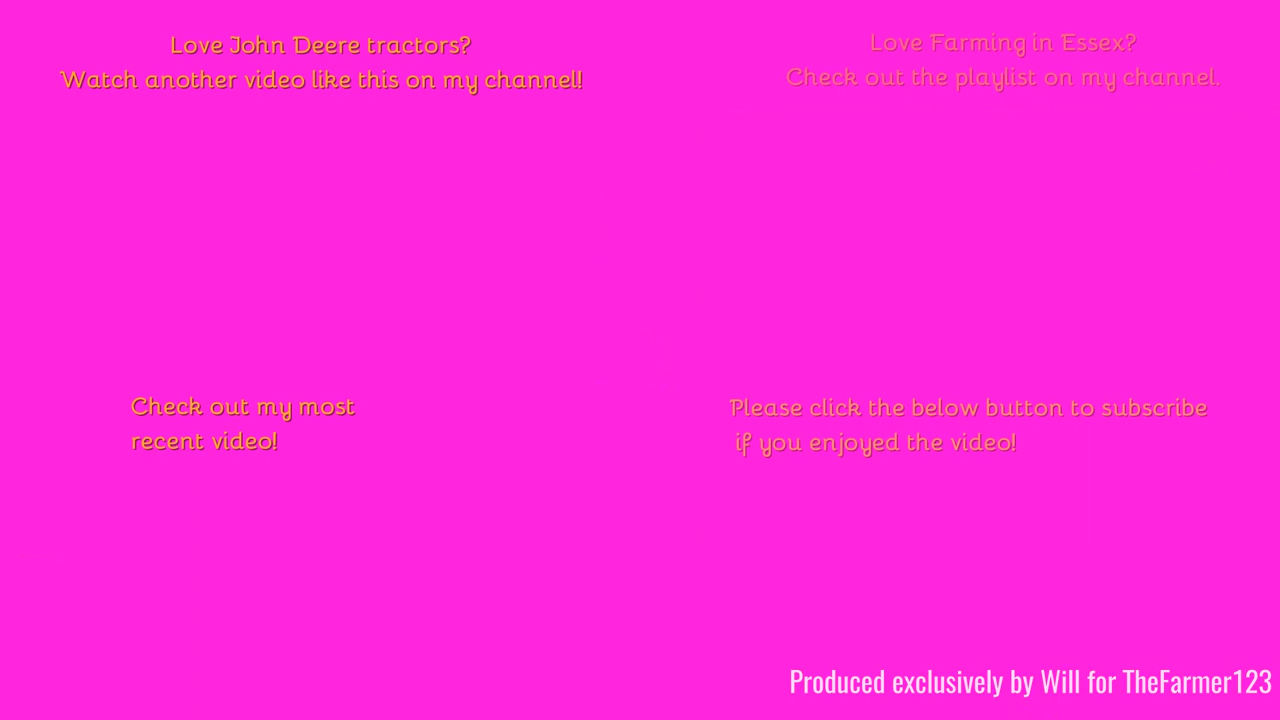 Love John Deere tractors?
Watch another video like this on my channel!
Love Farming in Essex?
Check out the playlist on my channel.
Check out my most
recent video!
Please click the below button to subscribe
if you enjoyed the video!
Produced exclusively by Will for TheFarmer123